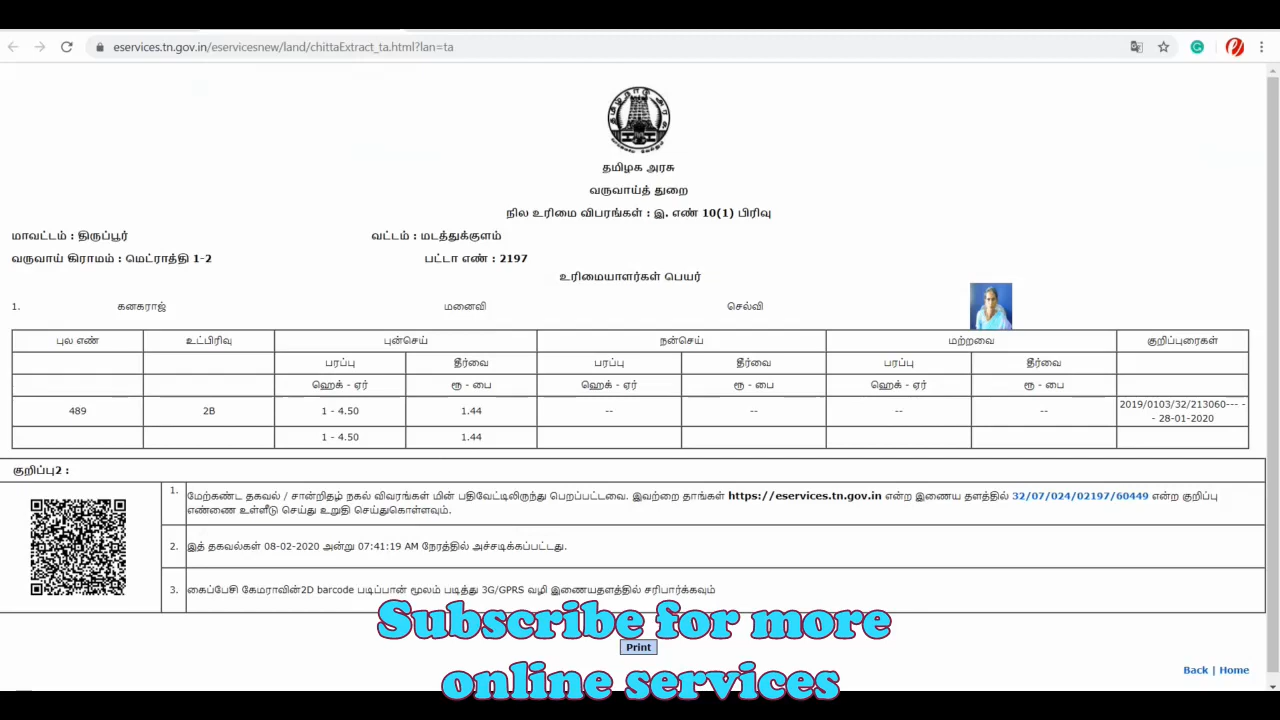 eservices.tn.gov.in/eservicesnew/land/chittaExtract_ta.html?lan=ta
தமிழக அரசு
வருவாய்த் துறை
நில உரிமை விபரங்கள் : இ. எண் 10(1) பிரிவு
மாவட்டம் : திருப்பூர் வட்டம் : மடத்துக்குளம்
வருவாய் கிராமம் : மெட்ராத்தி 1-2 பட்டா எண் : 2197
உரிமையாளர்கள் பெயர்
1. கனகராஜ் மனைவி செல்வி
புல எண் உட்பிரிவு புன்செய் நன்செய் மற்றவை குறிப்புரைகள்
பரப்பு தீர்வை பரப்பு தீர்வை பரப்பு தீர்வை
ஹெக் - ஏர் ரூ - பை ஹெக் - ஏர் ரூ - பை ஹெக் - ஏர் ரூ - பை
489 2B 1 - 4.50 1.44 -- -- -- -- 2019/0103/32/213060--- -
- 28-01-2020
1 - 4.50 1.44
குறிப்பு2 :
1. மேற்கண்ட தகவல் / சான்றிதழ் நகல் விவரங்கள் மின் பதிவேட்டிலிருந்து பெறப்பட்டவை. இவற்றை தாங்கள் https://eservices.tn.gov.in என்ற இணைய தளத்தில் 32/07/024/02197/60449 என்ற குறிப்பு
எண்ணை உள்ளீடு செய்து உறுதி செய்துகொள்ளவும்.
2. இத் தகவல்கள் 08-02-2020 அன்று 07:41:19 AM நேரத்தில் அச்சடிக்கப்பட்டது.
3. கைப்பேசி கேமராவின்2D barcode படிப்பான் மூலம் படித்து 3G/GPRS வழி இணையதளத்தில் சரிபார்க்கவும்
Subscribe for more
Print
Back | Home
online services